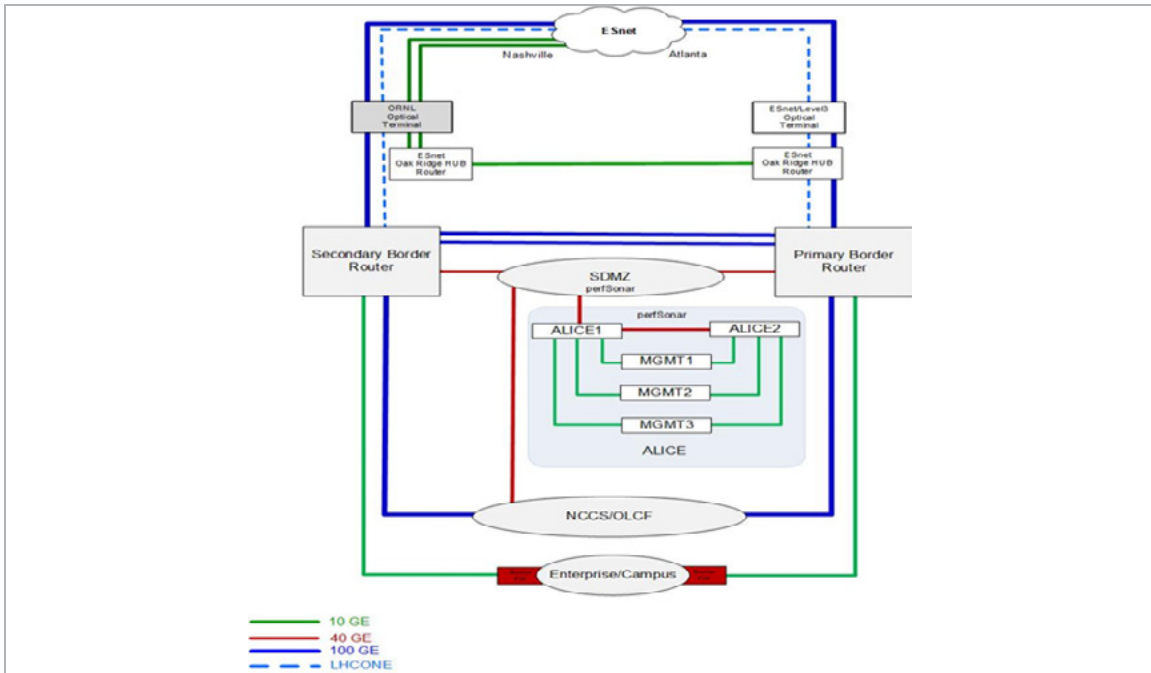 ESnet
Nashville
Atlanta
ORNL
Optical
Terminal
ESnet/Level3
Optical
Terminal
ESnet
Oak Ridge HUB
Router
ESnet
Oak Ridge HUB
Router
Secondary Border
Router
Primary Border
Router
SDMZ
perfSonar
perfSonar
ALICE1
ALICE2
MGMT1
MGMT2
MGMT3
ALICE
NCCS/OLCF
Enterprise/Campus
10 GE
40 GE
100 GE
LHCONE